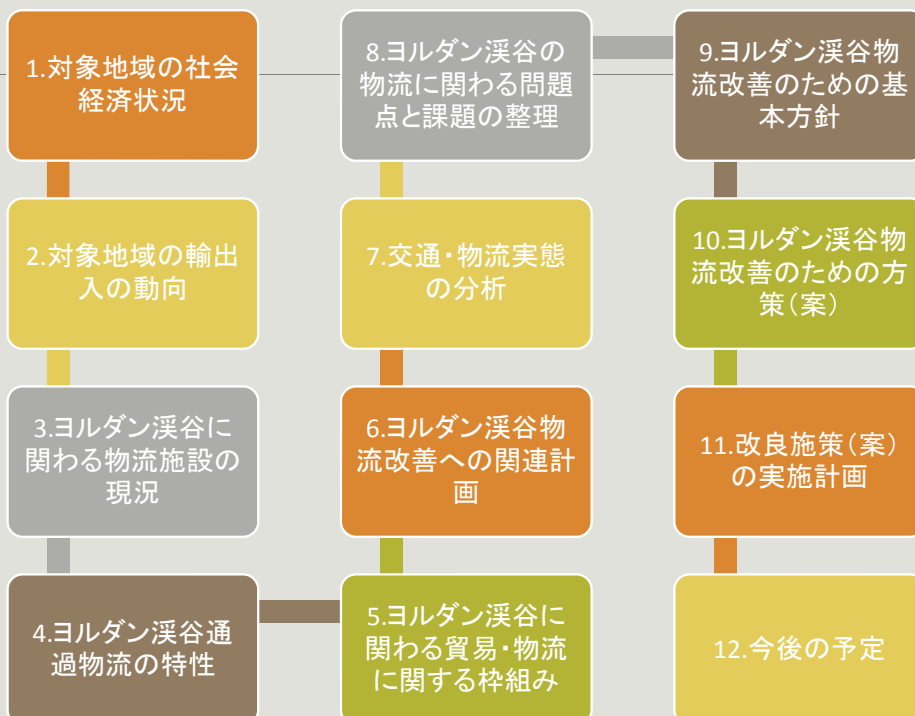 1.対象地域の社会
経済状況
2.対象地域の輸出
入の動向
3.ヨルダン渓谷に
関わる物流施設の
現況
4.ヨルダン渓谷通
過物流の特性
5.ヨルダン渓谷に
関わる貿易・物流
に関する枠組み
6.ヨルダン渓谷物
流改善への関連計
画
7.交通・物流実態
の分析
8.ヨルダン渓谷の
物流に関わる問題
点と課題の整理
9.ヨルダン渓谷物
流改善のための基
本方針
10.ヨルダン渓谷物
流改善のための方
策(案)
11.改良施策(案)
の実施計画
12.今後の予定